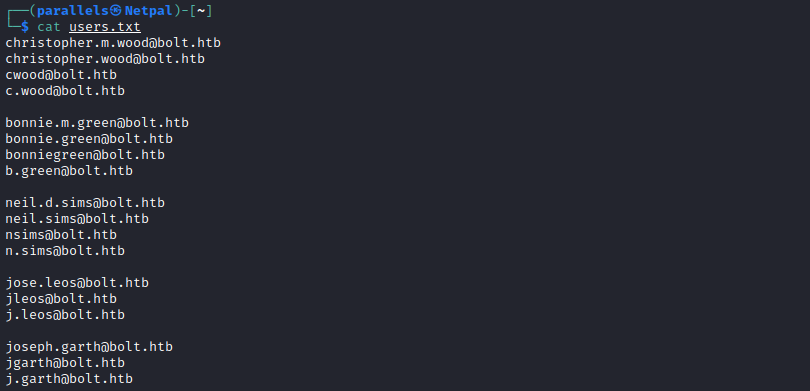 ┌──(parallels㉿Netpal)-[~]
└─$ cat users.txt
christopher.m.wood@bolt.htb
christopher.wood@bolt.htb
cwood@bolt.htb
c.wood@bolt.htb
bonnie.m.green@bolt.htb
bonnie.green@bolt.htb
bonniegreen@bolt.htb
b.green@bolt.htb
neil.d.sims@bolt.htb
neil.sims@bolt.htb
nsims@bolt.htb
n.sims@bolt.htb
jose.leos@bolt.htb
jleos@bolt.htb
j.leos@bolt.htb
joseph.garth@bolt.htb
jgarth@bolt.htb
j.garth@bolt.htb